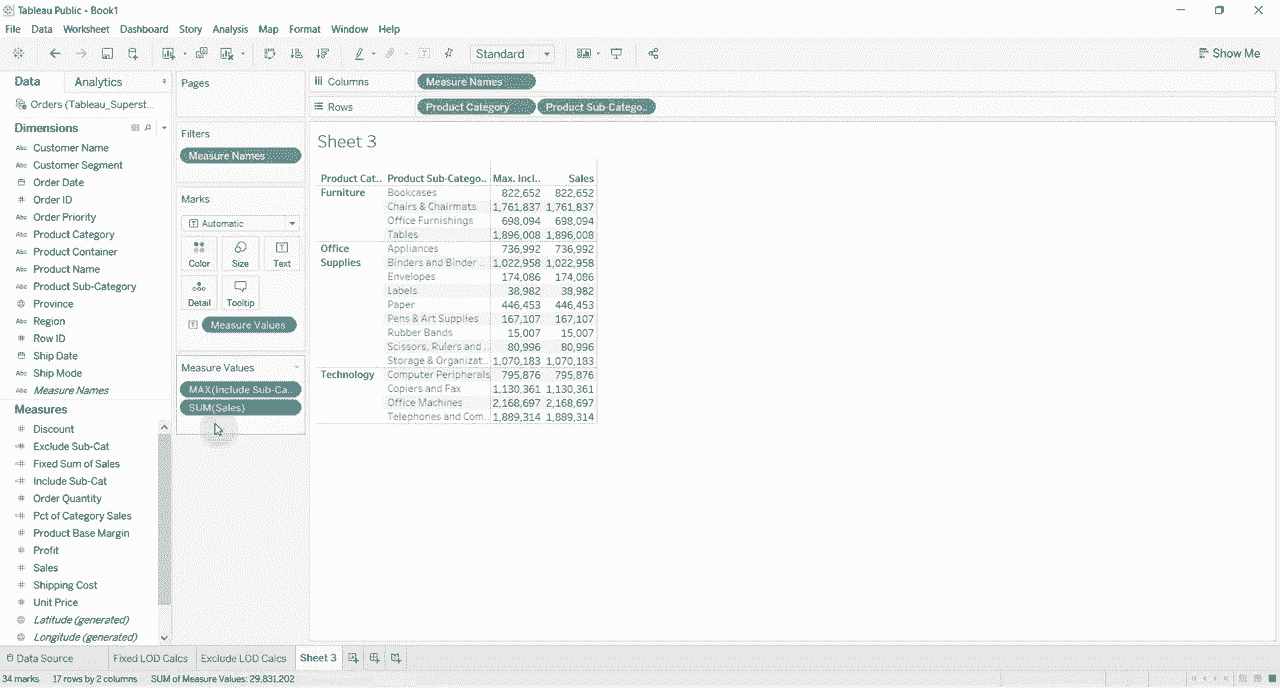 Tableau Public - Book1
File Data Worksheet Dashboard Story Analysis Map Format Window Help
Standard
Show Me
Data Analytics
Orders (Tableau_Superst...
Dimensions
Abc Customer Name
Abc Customer Segment
Order Date
# Order ID
Abc Order Priority
Abc Product Category
Abc Product Container
Abc Product Name
Abc Product Sub-Category
Province
Abc Region
# Row ID
Ship Date
Abc Ship Mode
Abc Measure Names
Measures
# Discount
=# Exclude Sub-Cat
=# Fixed Sum of Sales
=# Include Sub-Cat
# Order Quantity
=# Pct of Category Sales
# Product Base Margin
# Profit
# Sales
# Shipping Cost
# Unit Price
Latitude (generated)
Longitude (generated)
Pages
Filters
Measure Names
Marks
T Automatic
Color Size Text
Detail Tooltip
T Measure Values
Measure Values
MAX(Include Sub-Ca..
SUM(Sales)
Columns Measure Names
Rows Product Category Product Sub-Catego..
Sheet 3
Product Cat.. Product Sub-Catego.. Max. Incl.. Sales
Furniture Bookcases 822,652 822,652
Chairs & Chairmats 1,761,837 1,761,837
Office Furnishings 698,094 698,094
Tables 1,896,008 1,896,008
Office Appliances 736,992 736,992
Supplies Binders and Binder .. 1,022,958 1,022,958
Envelopes 174,086 174,086
Labels 38,982 38,982
Paper 446,453 446,453
Pens & Art Supplies 167,107 167,107
Rubber Bands 15,007 15,007
Scissors, Rulers and .. 80,996 80,996
Storage & Organizat.. 1,070,183 1,070,183
Technology Computer Peripherals 795,876 795,876
Copiers and Fax 1,130,361 1,130,361
Office Machines 2,168,697 2,168,697
Telephones and Com.. 1,889,314 1,889,314
Data Source Fixed LOD Calcs Exclude LOD Calcs Sheet 3
34 marks 17 rows by 2 columns SUM of Measure Values: 29,831,202